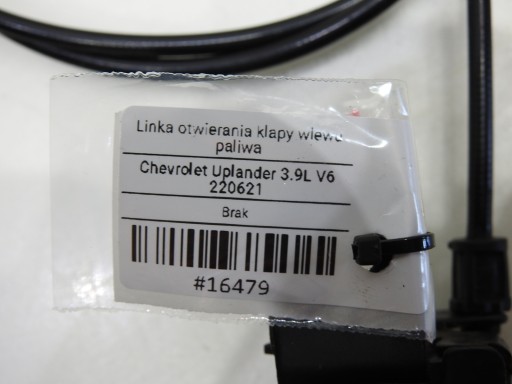 Linka otwierania klapy wlewu
paliwa
Chevrolet Uplander 3.9L V6
220621
Brak
#16479